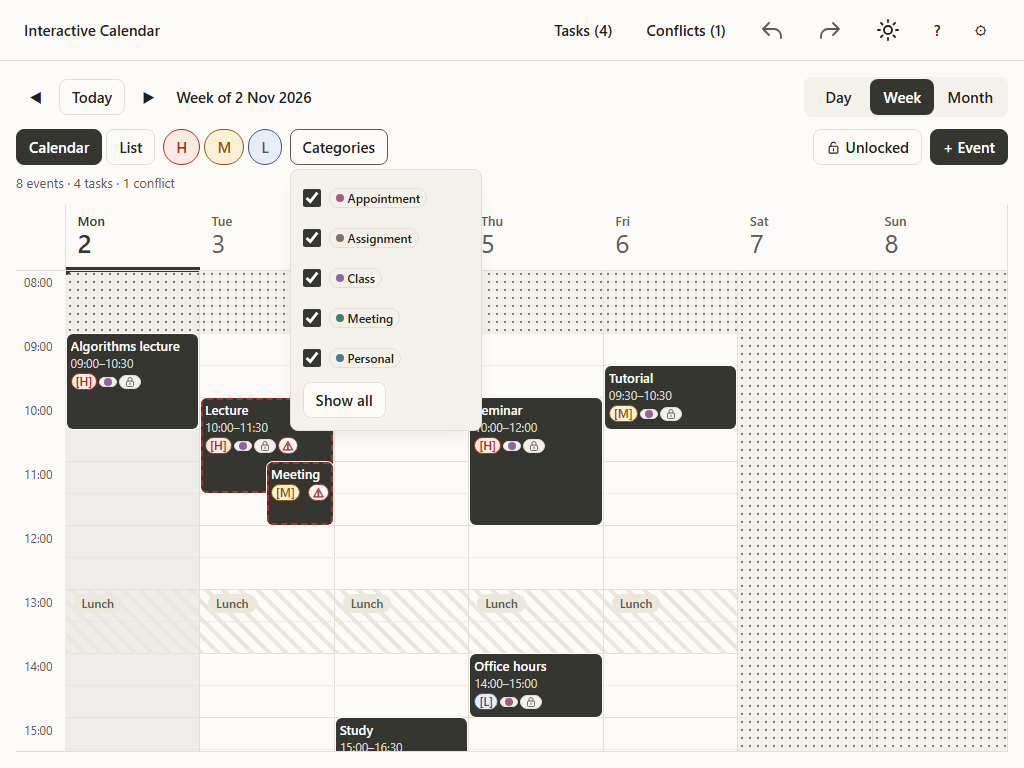 Interactive Calendar
Tasks (4)
Conflicts (1)
?
Today
Week of 2 Nov 2026
Day
Week
Month
Calendar
List
H
M
L
Categories
Unlocked
+ Event
8 events · 4 tasks · 1 conflict
Appointment
Assignment
Class
Meeting
Personal
Show all
Mon
2
Tue
3
Thu
5
Fri
6
Sat
7
Sun
8
08:00
09:00
10:00
11:00
12:00
13:00
14:00
15:00
Algorithms lecture
09:00–10:30
[H]
Lecture
10:00–11:30
[H]
Meeting
[M]
eminar
10:00–12:00
[H]
Tutorial
09:30–10:30
[M]
Lunch
Lunch
Lunch
Lunch
Lunch
Office hours
14:00–15:00
[L]
Study
15:00–16:30